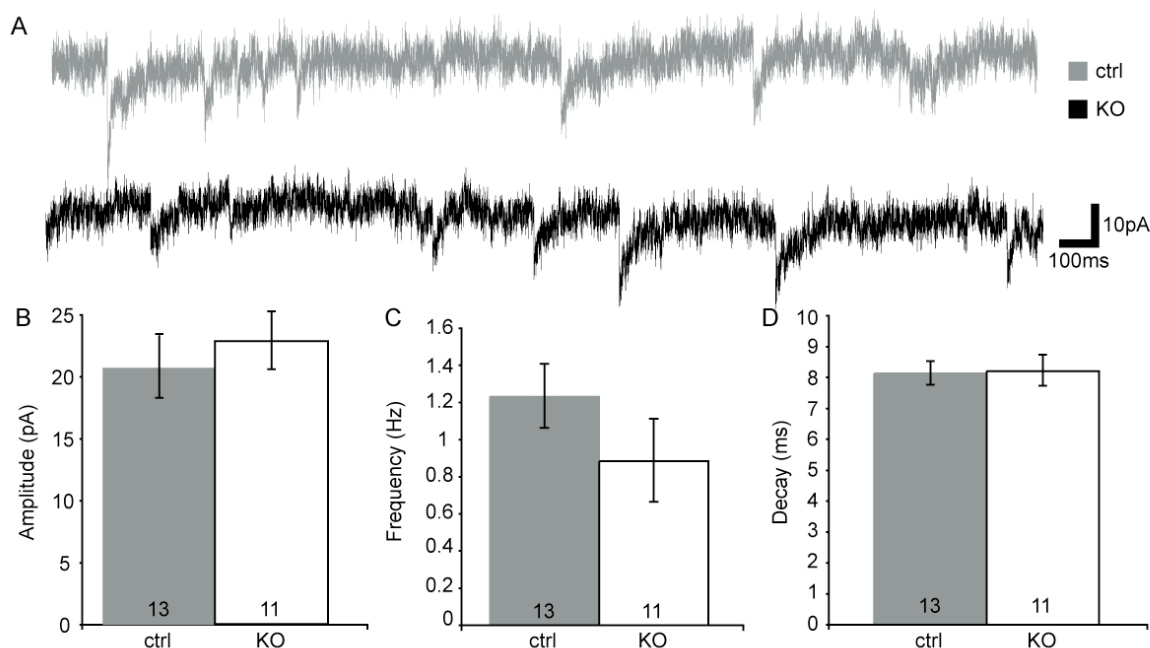 A
ctrl
KO
10pA
100ms
B
Amplitude (pA)
25
20
15
10
5
0
13
11
ctrl
KO
C
Frequency (Hz)
1.6
1.4
1.2
1
0.8
0.6
0.4
0.2
0
13
11
ctrl
KO
D
Decay (ms)
10
9
8
7
6
5
4
3
2
1
0
13
11
ctrl
KO